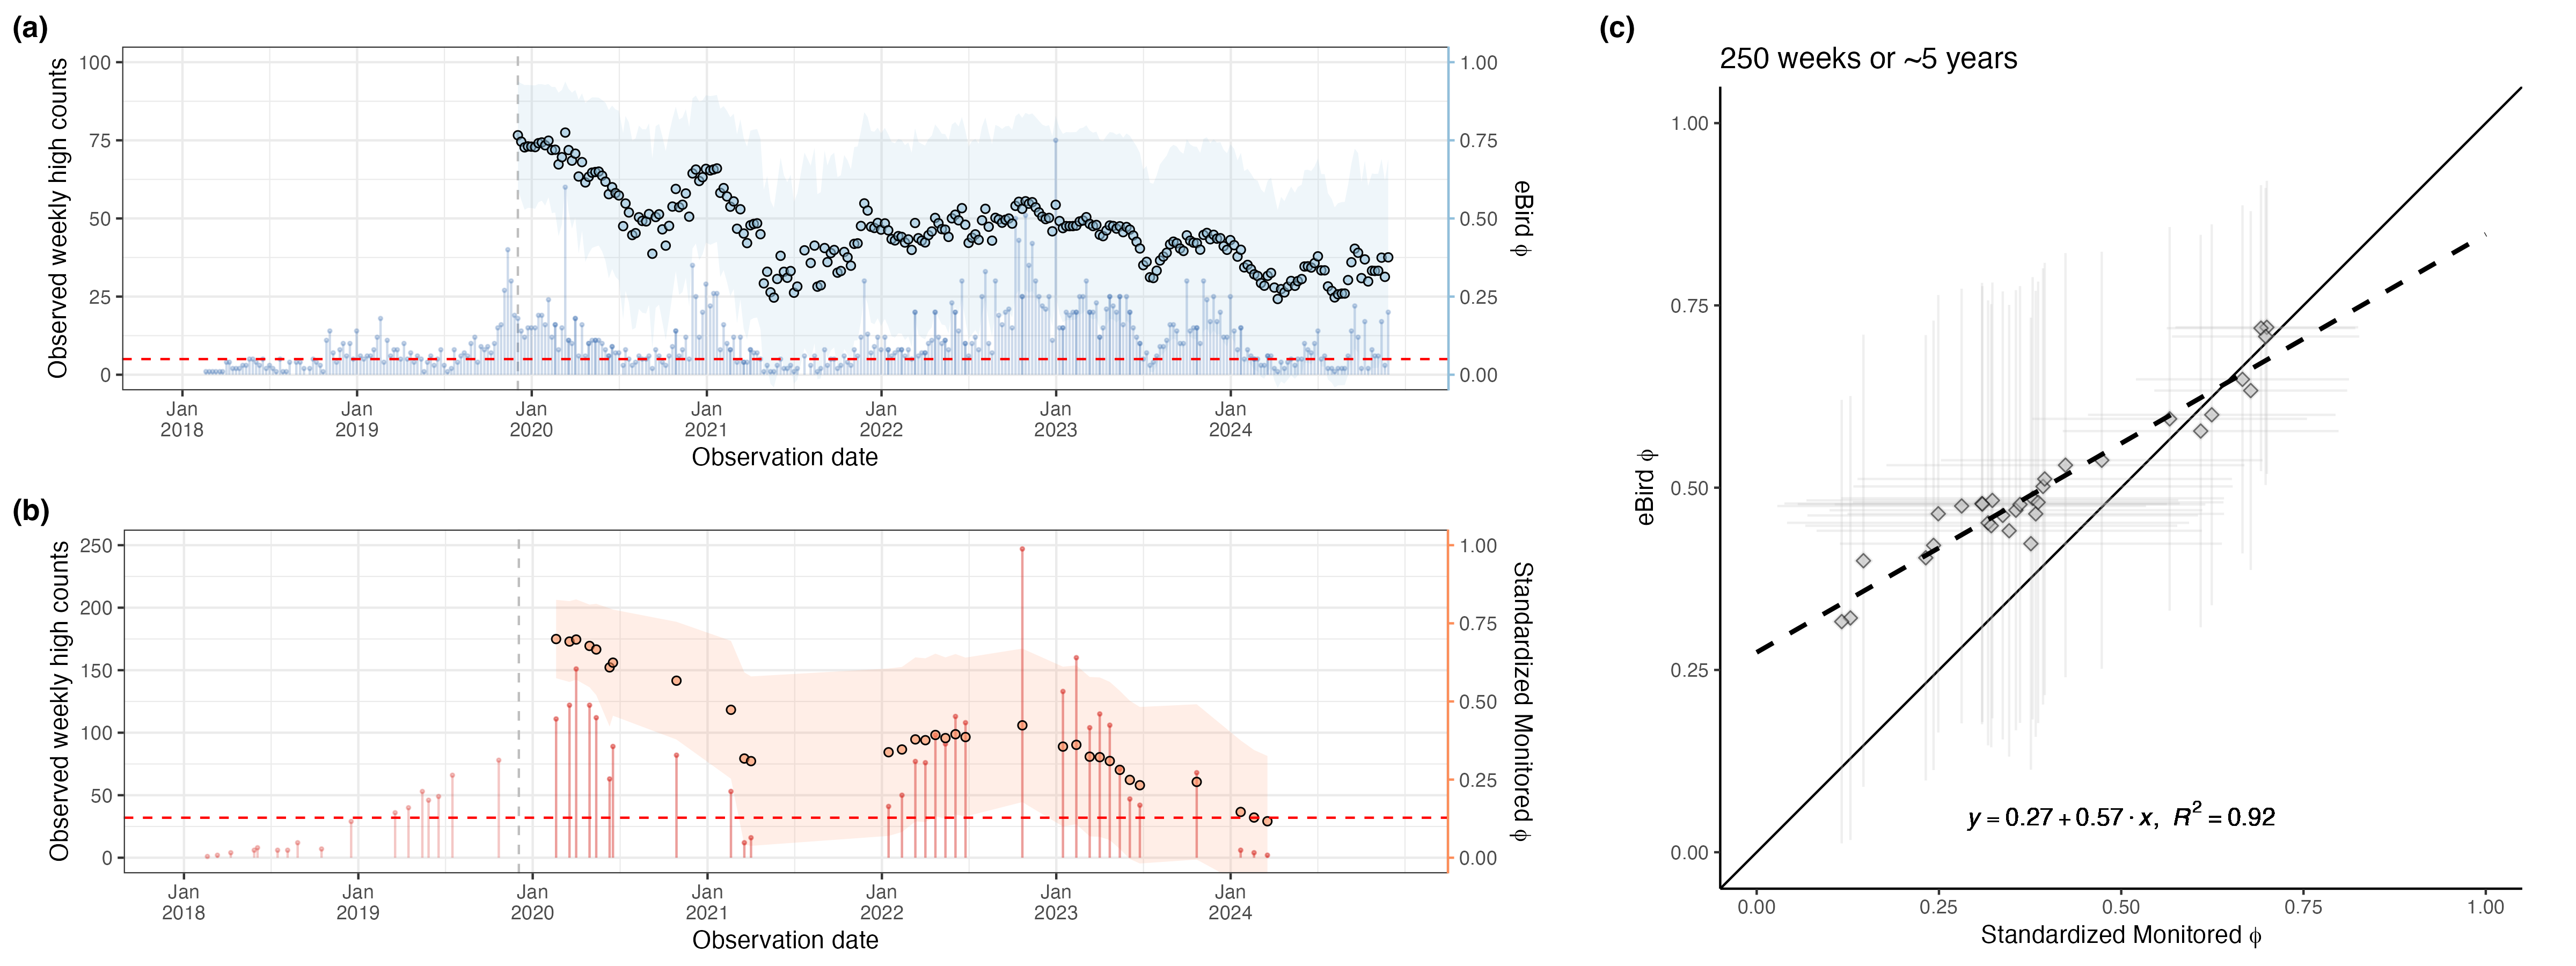 (a)
Observed weekly high counts
100
75
50
25
0
1.00
0.75
0.50
0.25
0.00
eBird ϕ
Jan Jan Jan Jan Jan Jan Jan
2018 2019 2020 2021 2022 2023 2024
Observation date
(b)
Observed weekly high counts
250
200
150
100
50
0
1.00
0.75
0.50
0.25
0.00
Standardized Monitored ϕ
Jan Jan Jan Jan Jan Jan Jan
2018 2019 2020 2021 2022 2023 2024
Observation date
(c)
250 weeks or ~5 years
eBird ϕ
1.00
0.75
0.50
0.25
0.00
y = 0.27 + 0.57 · x, R² = 0.92
0.00 0.25 0.50 0.75 1.00
Standardized Monitored ϕ